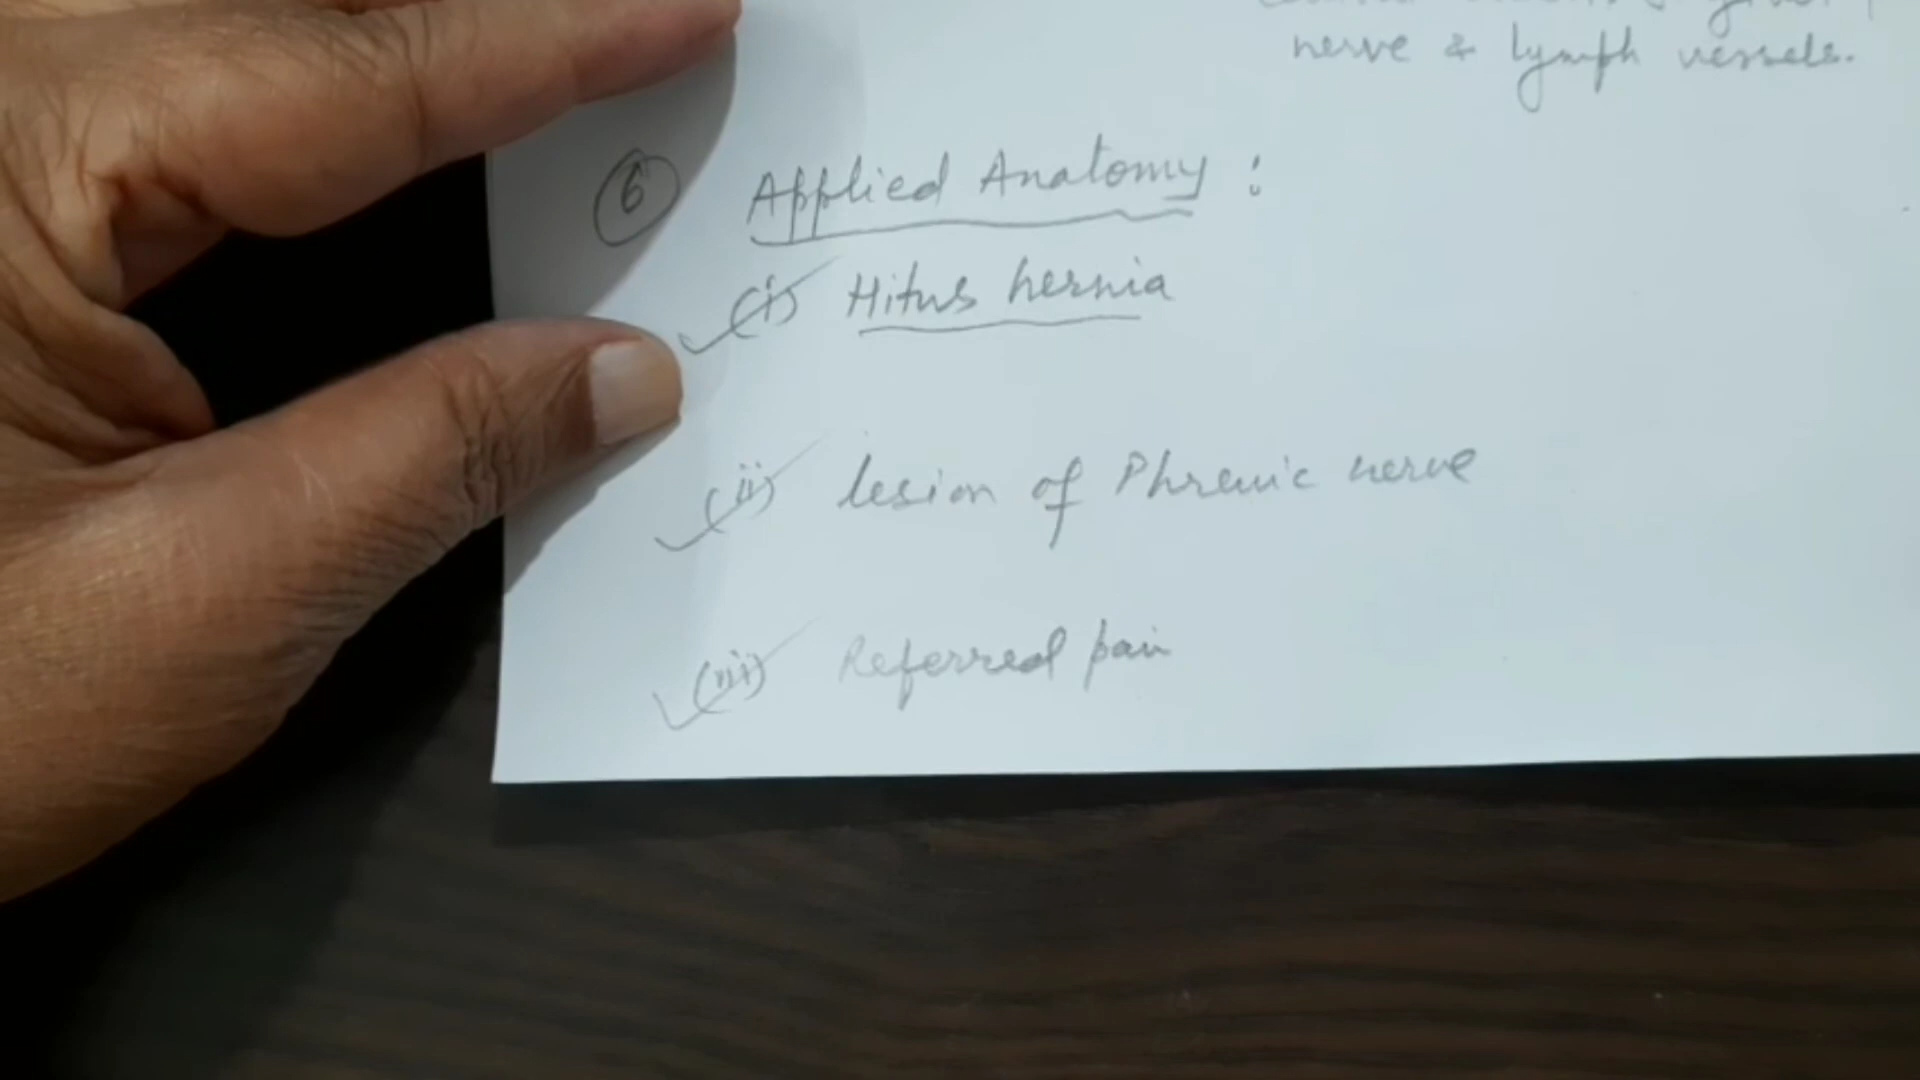 nerve & lymph vessels.
6 Applied Anatomy :
(i) Hitus hernia
(ii) lesion of Phrenic nerve
(iii) Referred pain